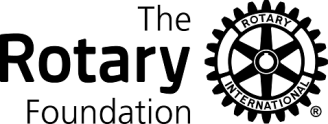 The
Rotary
Foundation
ROTARY
INTERNATIONAL
®